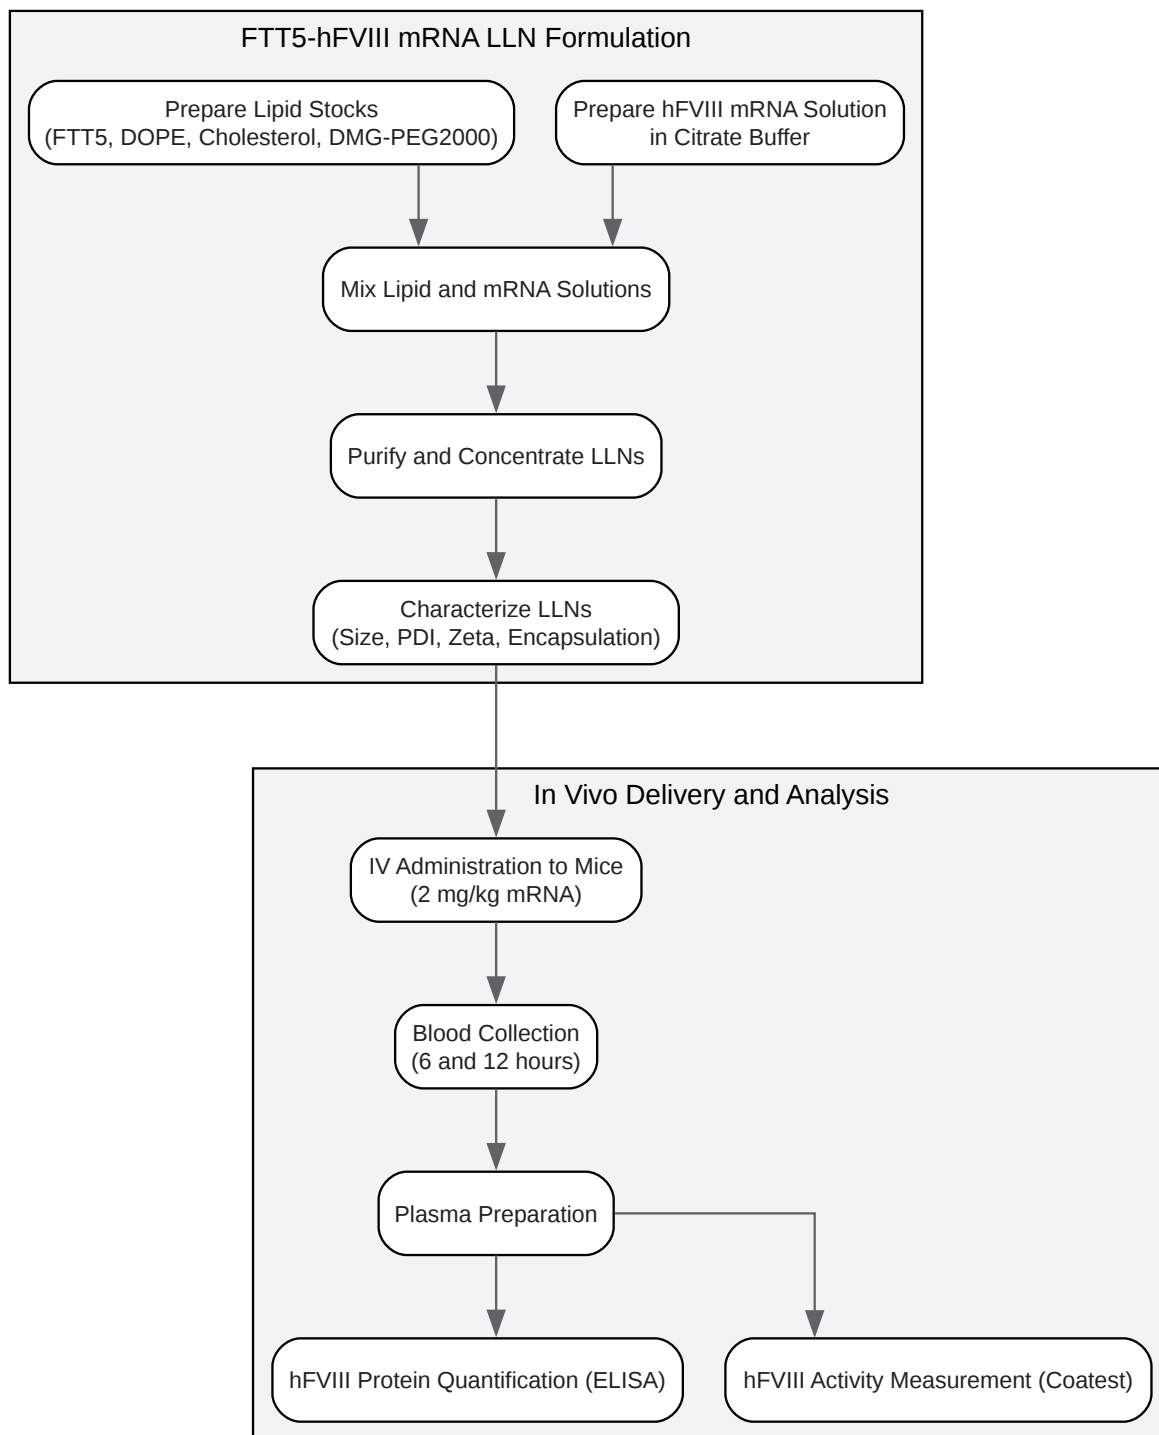 FTT5-hFVIII mRNA LLN Formulation
Prepare Lipid Stocks
(FTT5, DOPE, Cholesterol, DMG-PEG2000)
Prepare hFVIII mRNA Solution
in Citrate Buffer
Mix Lipid and mRNA Solutions
Purify and Concentrate LLNs
Characterize LLNs
(Size, PDI, Zeta, Encapsulation)
In Vivo Delivery and Analysis
IV Administration to Mice
(2 mg/kg mRNA)
Blood Collection
(6 and 12 hours)
Plasma Preparation
hFVIII Protein Quantification (ELISA)
hFVIII Activity Measurement (Coatest)